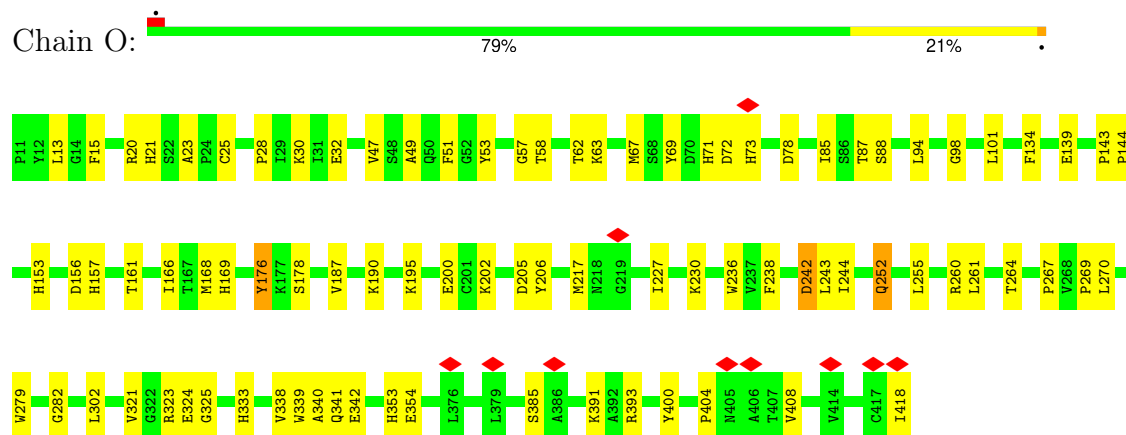 Chain O:
79%
21%
P11 Y12 L13 G14 F15 R20 H21 S22 A23 P24 C25 P28 I29 K30 I31 E32 V47 S48 A49 Q50 F51 G52 Y53 G57 T58 T62 K63 M67 S68 Y69 D70 H71 D72 H73 D78 I85 S86 T87 S88 L94 G98 L101 F134 E139 P143 P144
H153 D156 H157 T161 I166 T167 M168 H169 Y176 K177 S178 V187 K190 K195 E200 C201 K202 D205 Y206 M217 N218 G219 I227 K230 W236 V237 F238 D242 L243 I244 Q252 L255 R260 L261 T264 P267 V268 P269 L270
W279 G282 L302 V321 G322 R323 E324 G325 H333 V338 W339 A340 Q341 E342 H353 E354 L376 L379 S385 A386 K391 A392 R393 Y400 P404 N405 A406 T407 V408 V414 C417 I418